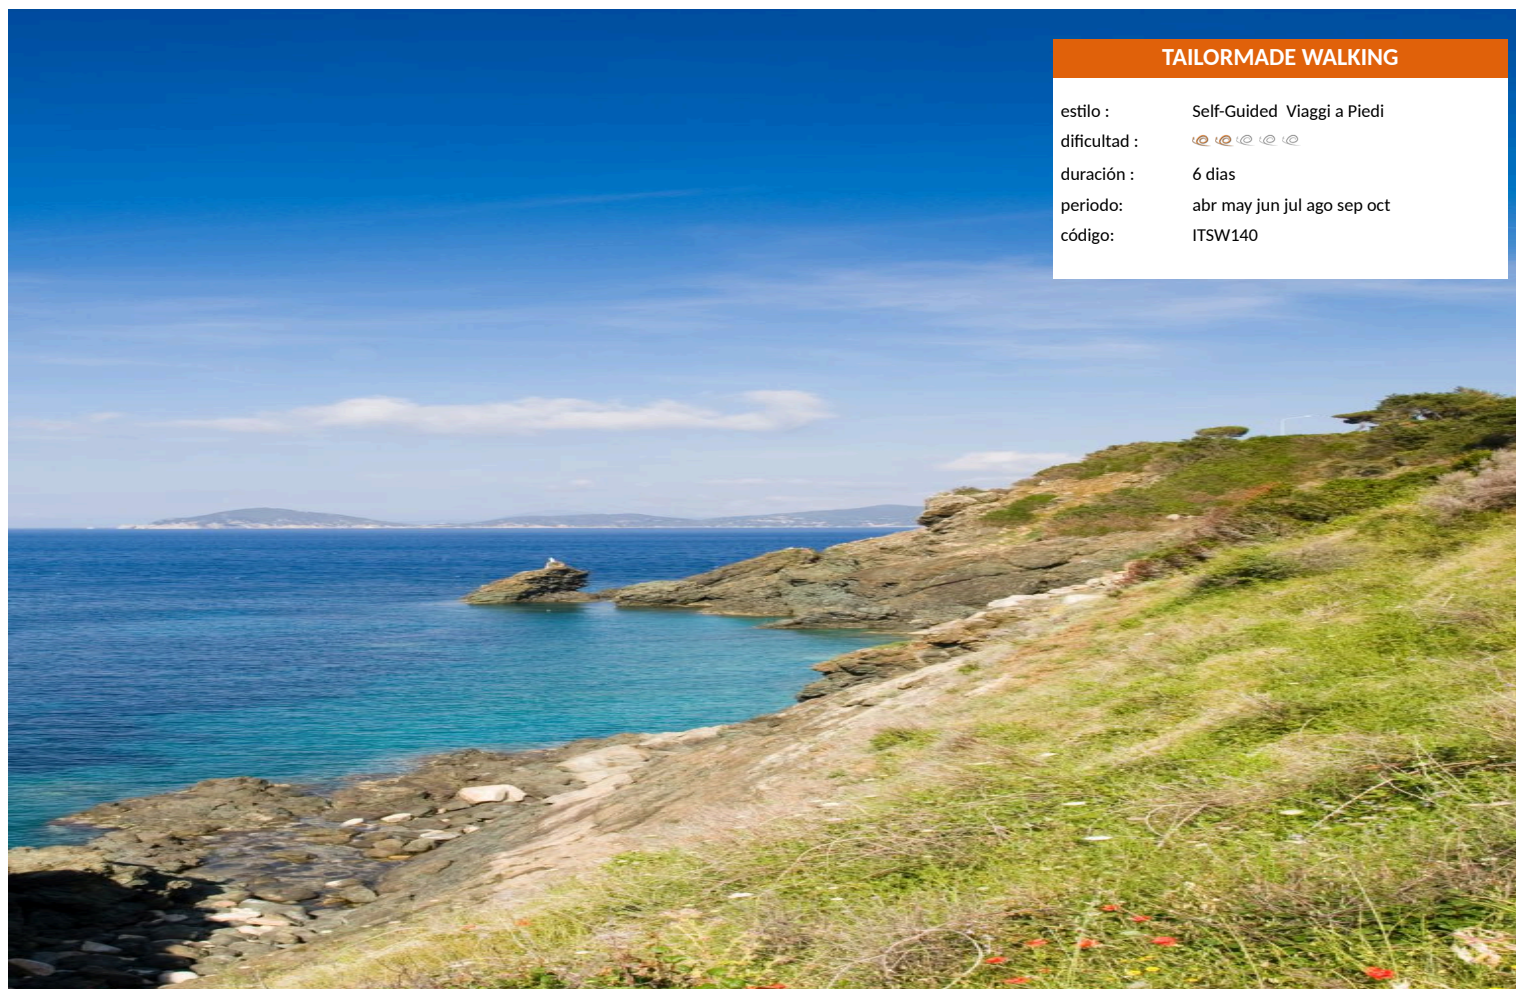 TAILORMADE WALKING
estilo : Self-Guided Viaggi a Piedi
dificultad :
duración : 6 dias
periodo: abr may jun jul ago sep oct
código: ITSW140